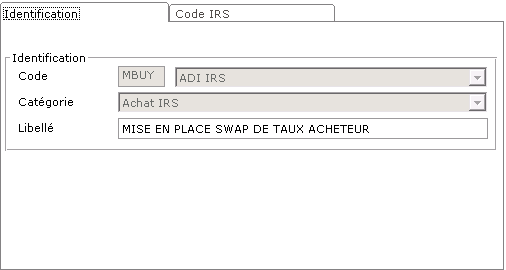 Identification Code IRS
Identification
Code MBUY ADI IRS
Catégorie Achat IRS
Libellé MISE EN PLACE SWAP DE TAUX ACHETEUR